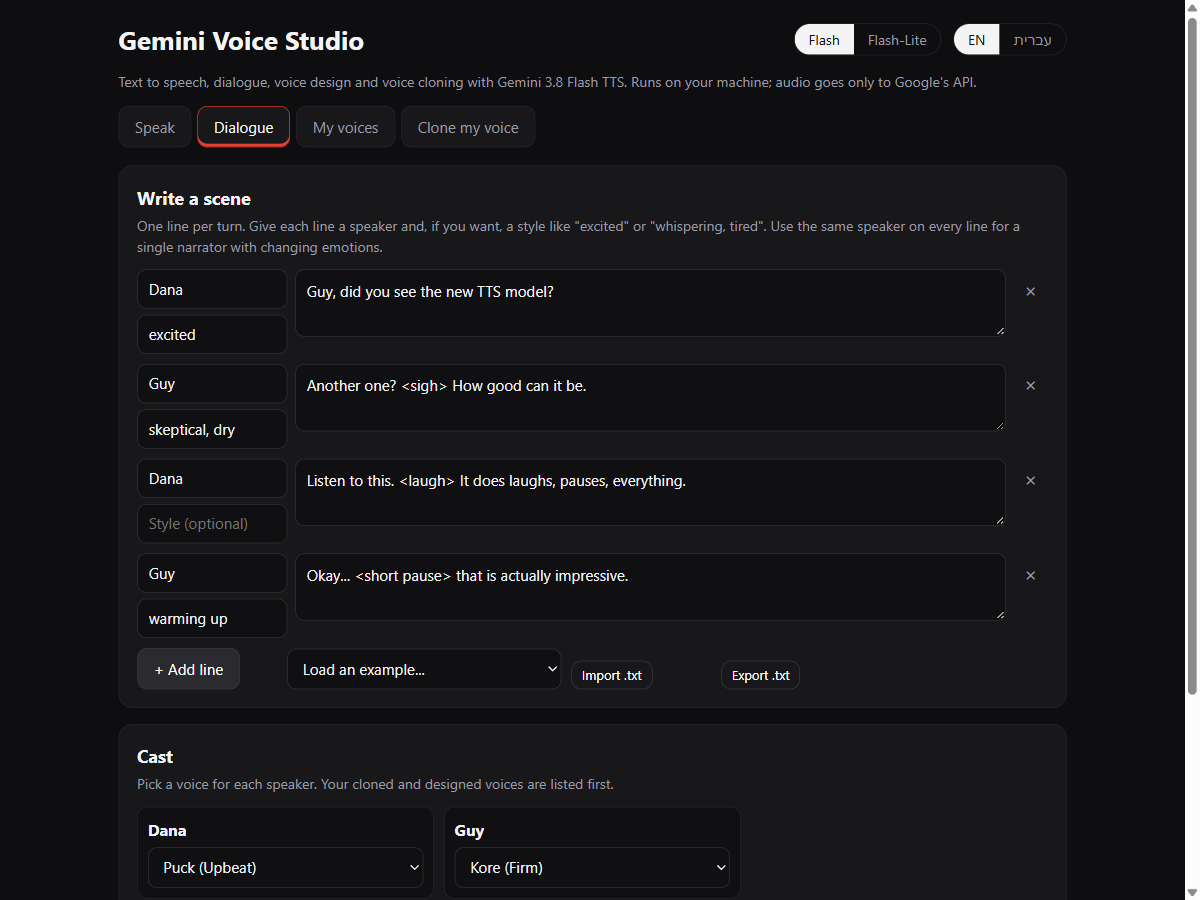 Gemini Voice Studio
Flash
Flash-Lite
EN
עברית
Text to speech, dialogue, voice design and voice cloning with Gemini 3.8 Flash TTS. Runs on your machine; audio goes only to Google's API.
Speak
Dialogue
My voices
Clone my voice
Write a scene
One line per turn. Give each line a speaker and, if you want, a style like "excited" or "whispering, tired". Use the same speaker on every line for a
single narrator with changing emotions.
Dana
Guy, did you see the new TTS model?
×
excited
Guy
Another one? <sigh> How good can it be.
×
skeptical, dry
Dana
Listen to this. <laugh> It does laughs, pauses, everything.
×
Style (optional)
Guy
Okay... <short pause> that is actually impressive.
×
warming up
+ Add line
Load an example...
Import .txt
Export .txt
Cast
Pick a voice for each speaker. Your cloned and designed voices are listed first.
Dana
Puck (Upbeat)
Guy
Kore (Firm)